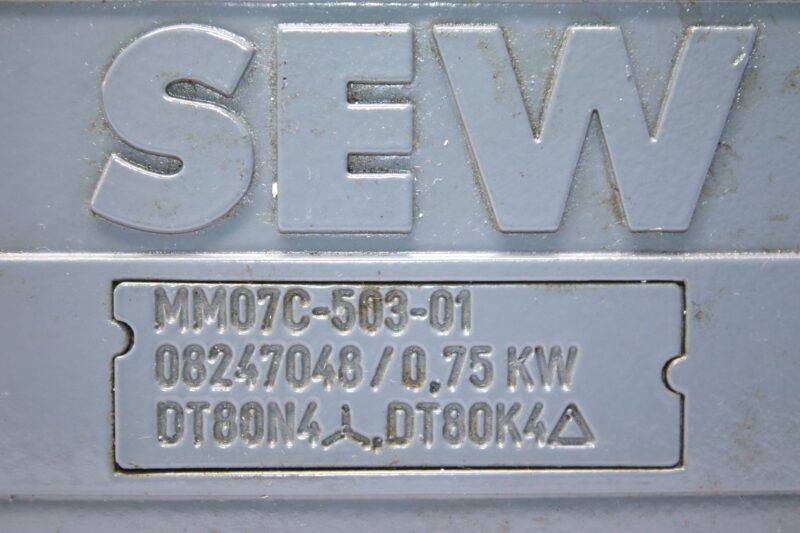 SEW
MM07C-503-01
08247048/0,75 KW
DT80N4⅄,DT80K4△